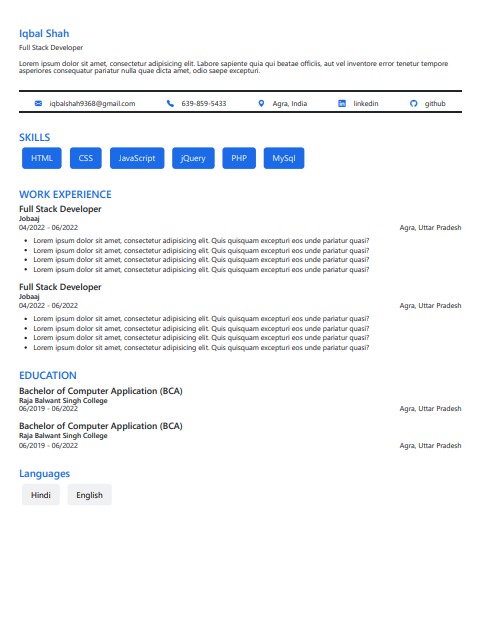 Iqbal Shah
Full Stack Developer
Lorem ipsum dolor sit amet, consectetur adipisicing elit. Labore sapiente quia qui beatae officiis, aut vel inventore error tenetur tempore
asperiores consequatur pariatur nulla quae dicta amet, odio saepe excepturi.
iqbalshah9368@gmail.com 639-859-5433 Agra, India linkedin github
SKILLS
HTML CSS JavaScript jQuery PHP MySql
WORK EXPERIENCE
Full Stack Developer
Jobaaj
04/2022 - 06/2022 Agra, Uttar Pradesh
• Lorem ipsum dolor sit amet, consectetur adipisicing elit. Quis quisquam excepturi eos unde pariatur quasi?
• Lorem ipsum dolor sit amet, consectetur adipisicing elit. Quis quisquam excepturi eos unde pariatur quasi?
• Lorem ipsum dolor sit amet, consectetur adipisicing elit. Quis quisquam excepturi eos unde pariatur quasi?
• Lorem ipsum dolor sit amet, consectetur adipisicing elit. Quis quisquam excepturi eos unde pariatur quasi?
Full Stack Developer
Jobaaj
04/2022 - 06/2022 Agra, Uttar Pradesh
• Lorem ipsum dolor sit amet, consectetur adipisicing elit. Quis quisquam excepturi eos unde pariatur quasi?
• Lorem ipsum dolor sit amet, consectetur adipisicing elit. Quis quisquam excepturi eos unde pariatur quasi?
• Lorem ipsum dolor sit amet, consectetur adipisicing elit. Quis quisquam excepturi eos unde pariatur quasi?
• Lorem ipsum dolor sit amet, consectetur adipisicing elit. Quis quisquam excepturi eos unde pariatur quasi?
EDUCATION
Bachelor of Computer Application (BCA)
Raja Balwant Singh College
06/2019 - 06/2022 Agra, Uttar Pradesh
Bachelor of Computer Application (BCA)
Raja Balwant Singh College
06/2019 - 06/2022 Agra, Uttar Pradesh
Languages
Hindi English